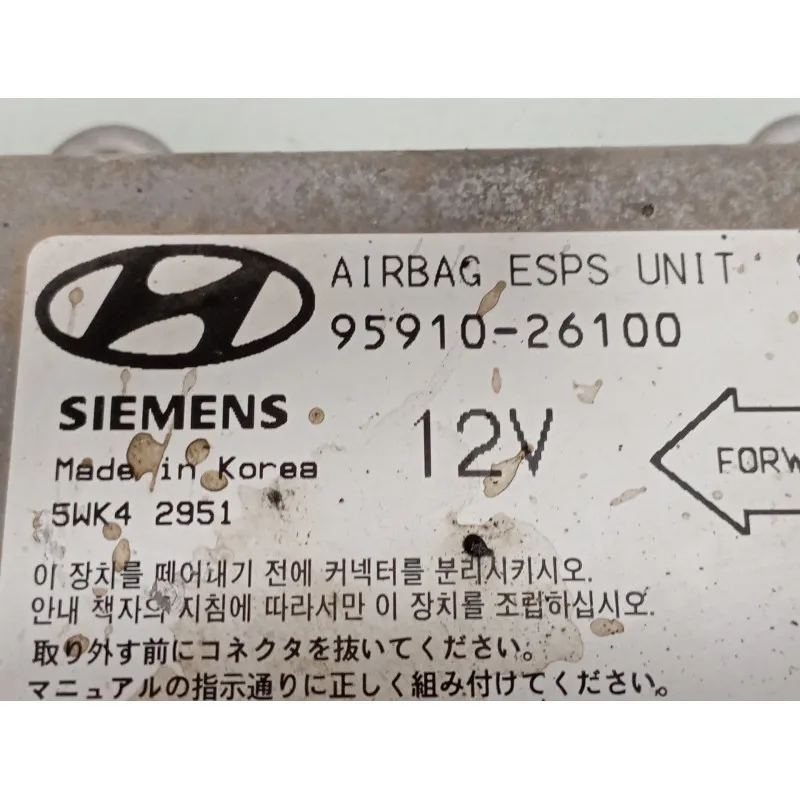 AIRBAG ESPS UNIT
95910-26100
SIEMENS
12V
Made in Korea
5WK4 2951
이 장치를 떼어내기 전에 커넥터를 분리시키시오.
안내 책자의 지침에 따라서만 이 장치를 조립하십시오.
取り外す前にコネクタを抜いてください。
マニュアルの指示通りに正しく組み付けてください。